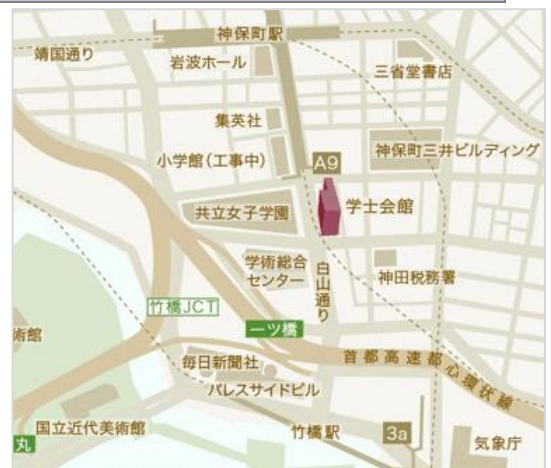 神保町駅
靖国通り
岩波ホール
三省堂書店
集英社
小学館(工事中)
A9
神保町三井ビルディング
共立女子学園
学士会館
学術総合
センター
白山通り
神田税務署
竹橋JCT
術館
一ツ橋
毎日新聞社
首都高速都心環状線
パレスサイドビル
国立近代美術館
竹橋駅
3a
丸
気象庁